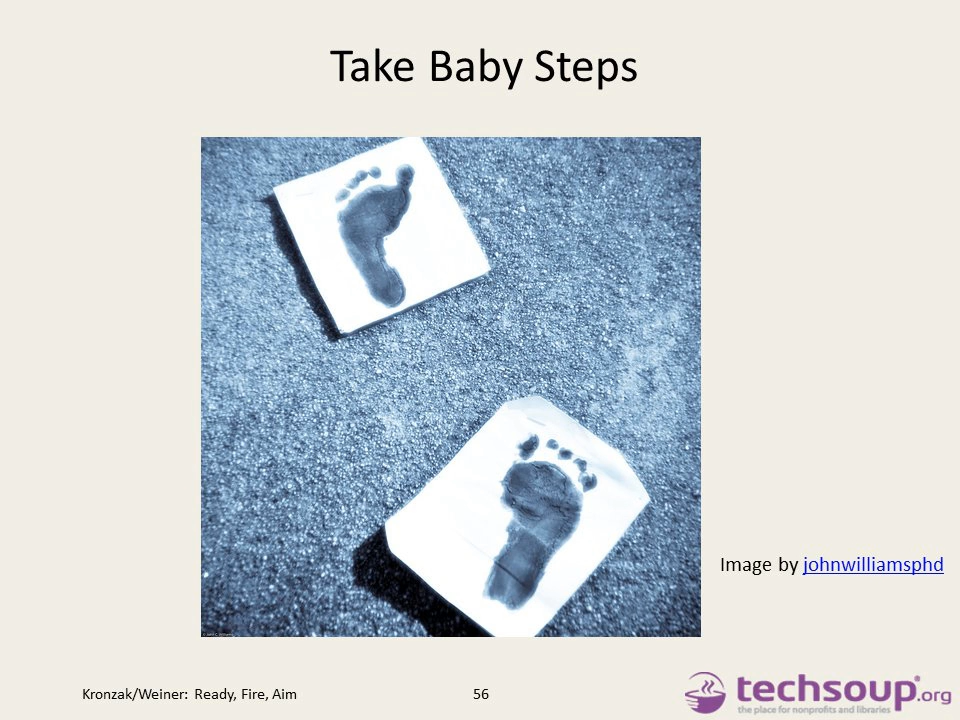 Take Baby Steps
Image by johnwilliamsphd
Kronzak/Weiner: Ready, Fire, Aim
56
techsoup®.org
the place for nonprofits and libraries